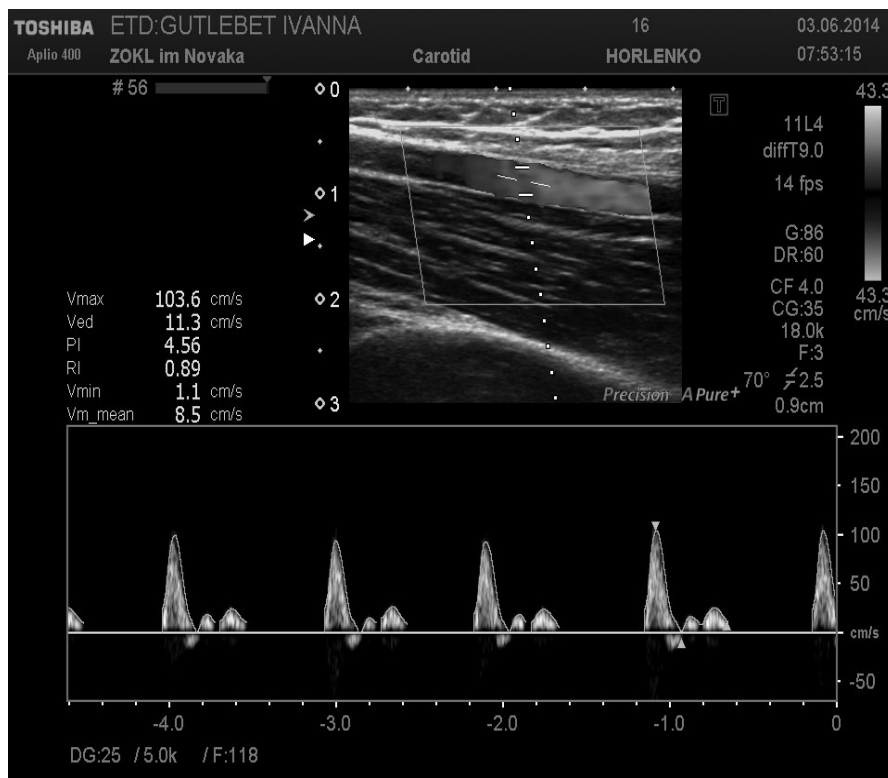 TOSHIBA ETD:GUTLEBET IVANNA 16 03.06.2014
Aplio 400 ZOKL im Novaka Carotid HORLENKO 07:53:15
# 56
0
1
2
3
T
43.3
43.3
cm/s
11L4
diffT9.0
14 fps
G:86
DR:60
CF 4.0
CG:35
18.0k
F:3
70° 2.5
0.9cm
Precision APure+
Vmax 103.6 cm/s
Ved 11.3 cm/s
PI 4.56
RI 0.89
Vmin 1.1 cm/s
Vm_mean 8.5 cm/s
200
150
100
50
cm/s
-50
-4.0 -3.0 -2.0 -1.0 0
DG:25 /5.0k /F:118